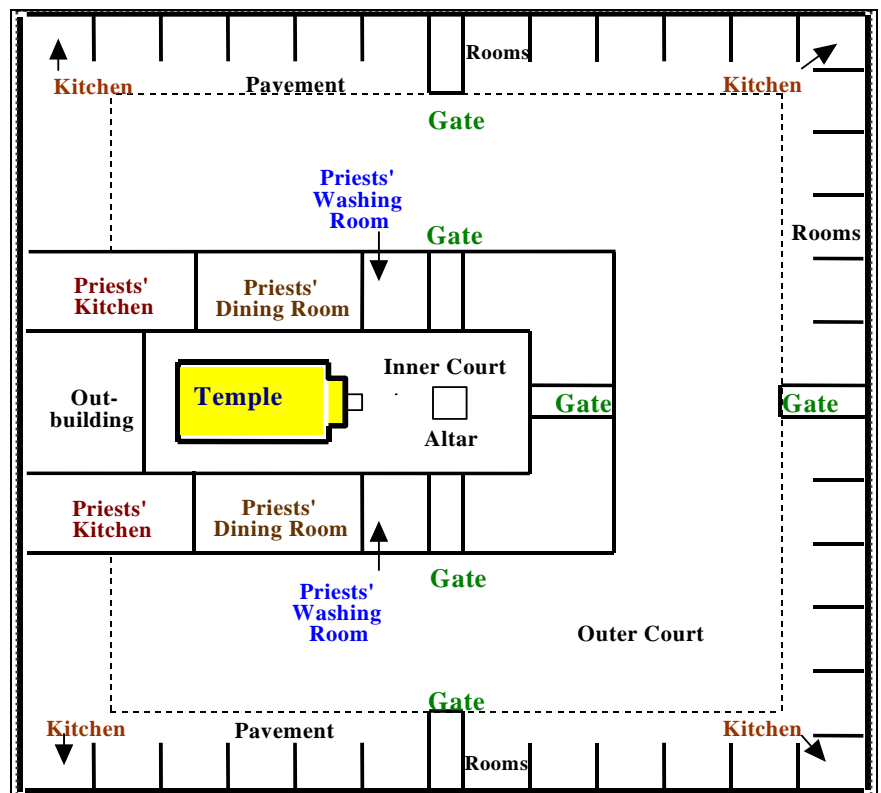 Rooms
Kitchen
Pavement
Kitchen
Gate
Priests'
Washing
Room
Gate
Rooms
Priests'
Kitchen
Priests'
Dining Room
Inner Court
Out-
building
Temple
Gate
Gate
Altar
Priests'
Kitchen
Priests'
Dining Room
Gate
Priests'
Washing
Room
Outer Court
Gate
Kitchen
Pavement
Kitchen
Rooms